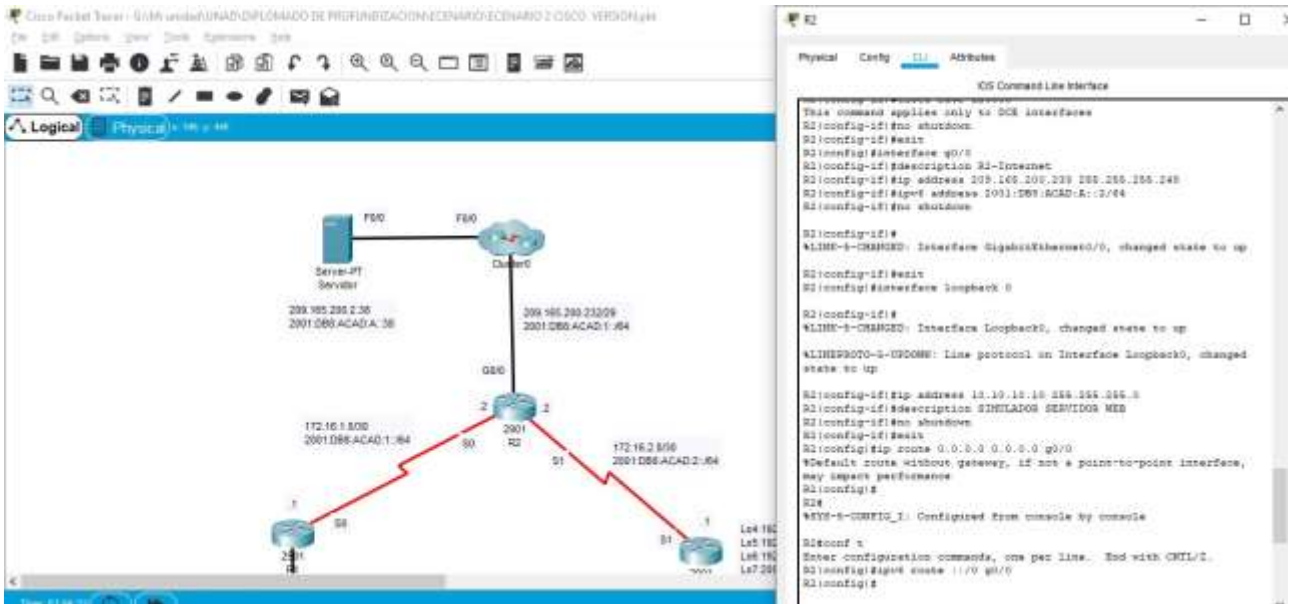 Cisco Packet Tracer
Logical
Physical
F0/0
F0/0
Server-PT
Servidor
Cluster0
209.165.200.2:38
2001:DB8:ACAD:A::38
209.165.200.232/29
2001:DB8:ACAD:1::/64
G0/0
.2
.2
2901
R2
172.16.1.0/30
2001:DB8:ACAD:1::/64
S0
S1
172.16.2.0/30
2001:DB8:ACAD:2::/64
.1
S0
.1
S1
R2
Physical
Config
CLI
Attributes
IOS Command Line Interface
This command applies only to DCE interfaces
R2(config-if)#no shutdown
R2(config-if)#exit
R2(config)#interface g0/0
R2(config-if)#description R2-Internet
R2(config-if)#ip address 209.165.200.233 255.255.255.248
R2(config-if)#ipv6 address 2001:DB8:ACAD:A::2/64
R2(config-if)#no shutdown
R2(config-if)#
%LINK-5-CHANGED: Interface GigabitEthernet0/0, changed state to up
R2(config-if)#exit
R2(config)#interface loopback 0
R2(config-if)#
%LINK-5-CHANGED: Interface Loopback0, changed state to up
%LINEPROTO-5-UPDOWN: Line protocol on Interface Loopback0, changed
state to up
R2(config-if)#ip address 10.10.10.10 255.255.255.0
R2(config-if)#description SIMULADOR SERVIDOR WEB
R2(config-if)#no shutdown
R2(config-if)#exit
R2(config)#ip route 0.0.0.0 0.0.0.0 g0/0
%Default route without gateway, if not a point-to-point interface,
may impact performance
R2(config)#
R2#
%SYS-5-CONFIG_I: Configured from console by console
R2#conf t
Enter configuration commands, one per line. End with CNTL/Z.
R2(config)#ipv6 route ::/0 g0/0
R2(config)#